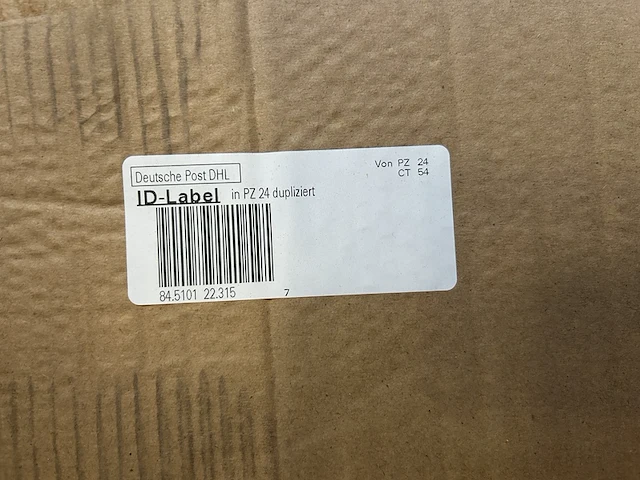 Deutsche Post DHL
Von PZ 24
CT 54
ID-Label in PZ 24 dupliziert
84.5101 22.315 7